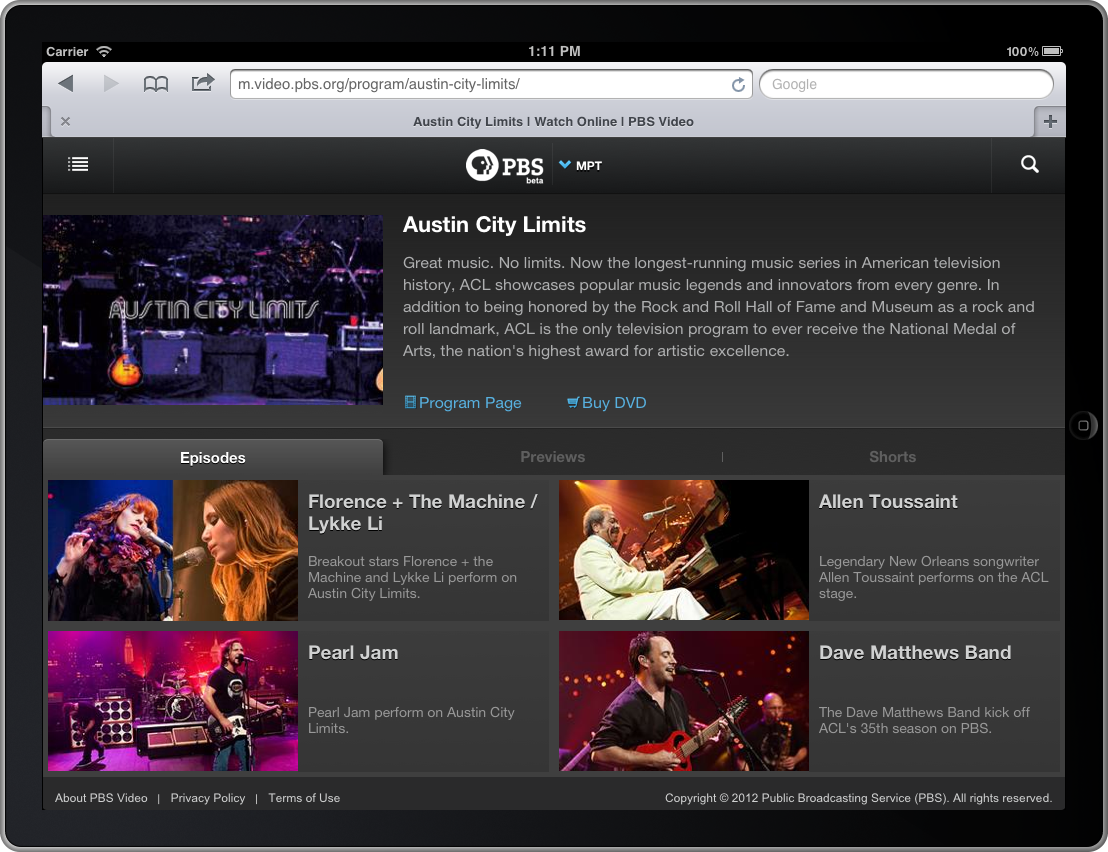 Carrier
1:11 PM
100%
m.video.pbs.org/program/austin-city-limits/
Google
Austin City Limits | Watch Online | PBS Video
PBS
beta
MPT
AUSTIN CITY LIMITS
Austin City Limits
Great music. No limits. Now the longest-running music series in American television
history, ACL showcases popular music legends and innovators from every genre. In
addition to being honored by the Rock and Roll Hall of Fame and Museum as a rock and
roll landmark, ACL is the only television program to ever receive the National Medal of
Arts, the nation's highest award for artistic excellence.
Program Page
Buy DVD
Episodes
Previews
|
Shorts
Florence + The Machine /
Lykke Li
Breakout stars Florence + the
Machine and Lykke Li perform on
Austin City Limits.
Allen Toussaint
Legendary New Orleans songwriter
Allen Toussaint performs on the ACL
stage.
Pearl Jam
Pearl Jam perform on Austin City
Limits.
Dave Matthews Band
The Dave Matthews Band kick off
ACL's 35th season on PBS.
About PBS Video | Privacy Policy | Terms of Use
Copyright © 2012 Public Broadcasting Service (PBS). All rights reserved.